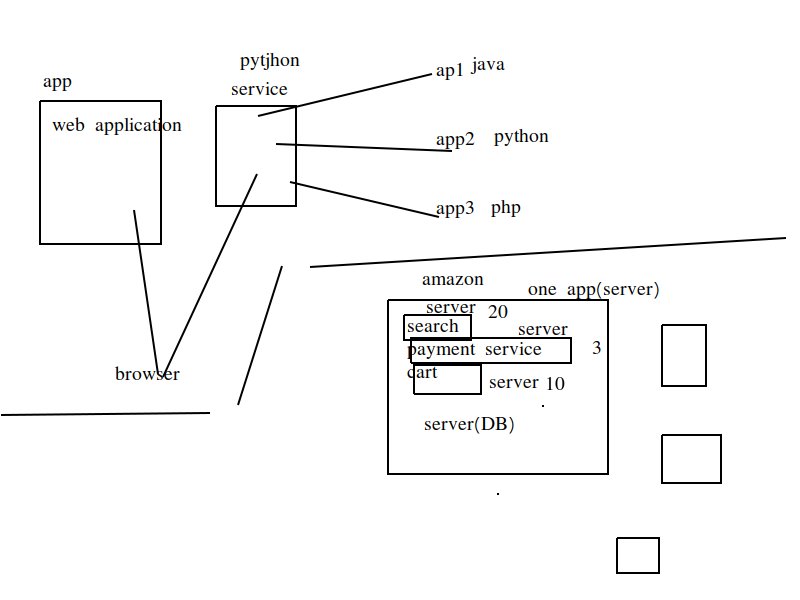 app
web application
pytjhon
service
ap1 java
app2 python
app3 php
browser
amazon
one app(server)
server 20
search
server
payment service 3
cart
server 10
server(DB)